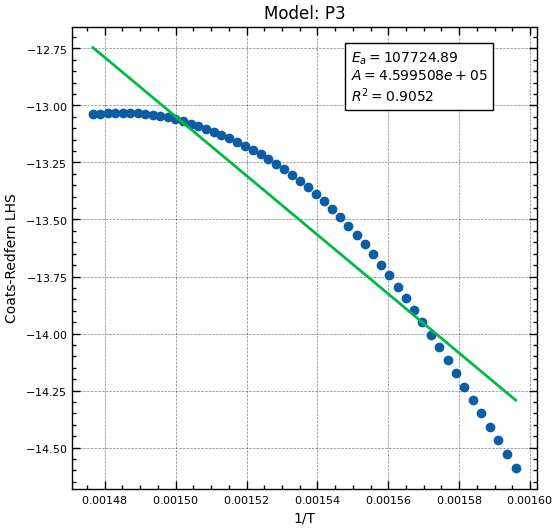 Model: P3
E_a = 107724.89
A = 4.599508e + 05
R² = 0.9052
Coats-Redfern LHS
−12.75
−13.00
−13.25
−13.50
−13.75
−14.00
−14.25
−14.50
0.00148 0.00150 0.00152 0.00154 0.00156 0.00158 0.00160
1/T